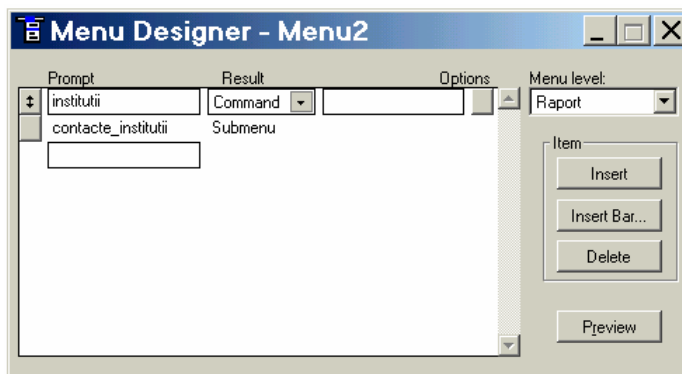 Menu Designer - Menu2
Prompt Result Options Menu level:
institutii Command Raport
contacte_institutii Submenu
Item
Insert
Insert Bar...
Delete
Preview